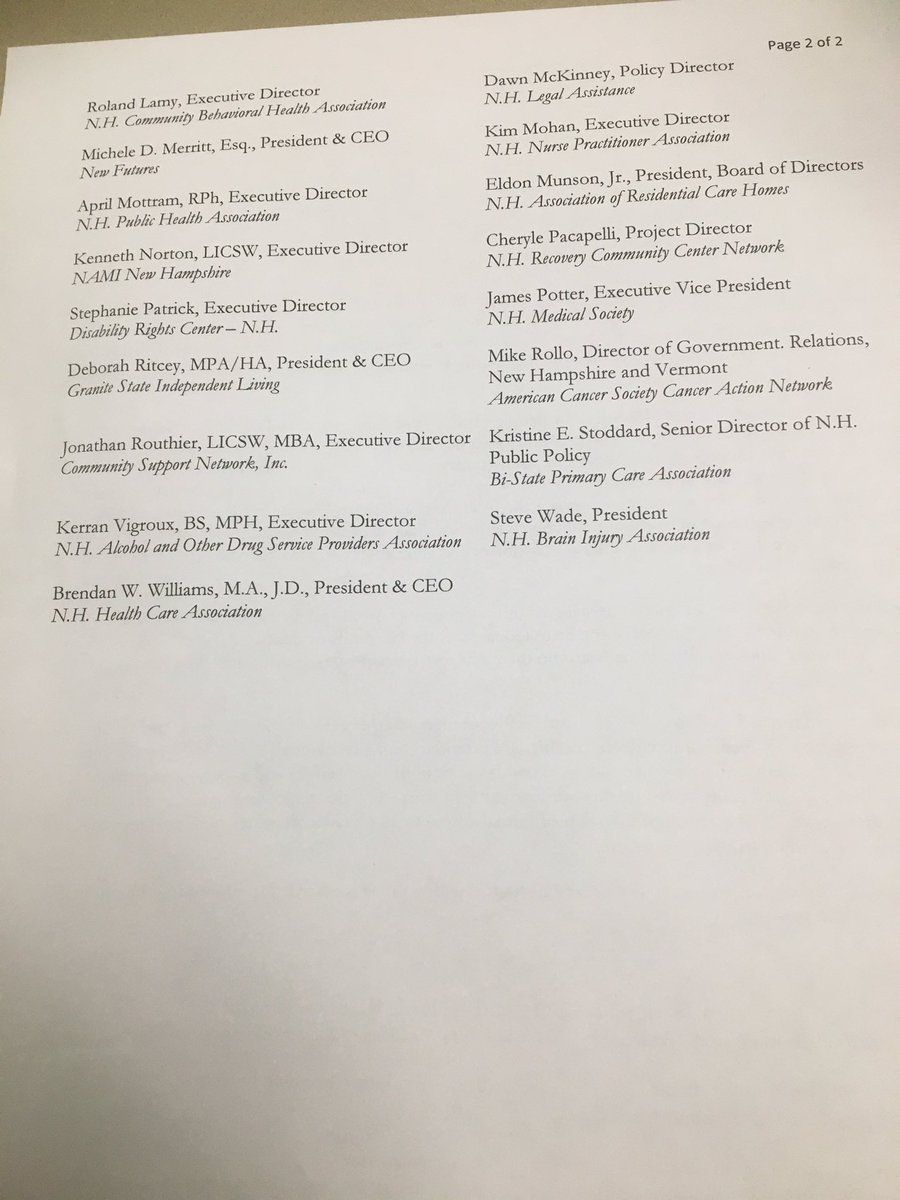 Page 2 of 2
Roland Lamy, Executive Director
N.H. Community Behavioral Health Association
Michele D. Merritt, Esq., President & CEO
New Futures
April Mottram, RPh, Executive Director
N.H. Public Health Association
Kenneth Norton, LICSW, Executive Director
NAMI New Hampshire
Stephanie Patrick, Executive Director
Disability Rights Center – N.H.
Deborah Ritcey, MPA/HA, President & CEO
Granite State Independent Living
Jonathan Routhier, LICSW, MBA, Executive Director
Community Support Network, Inc.
Kerran Vigroux, BS, MPH, Executive Director
N.H. Alcohol and Other Drug Service Providers Association
Brendan W. Williams, M.A., J.D., President & CEO
N.H. Health Care Association
Dawn McKinney, Policy Director
N.H. Legal Assistance
Kim Mohan, Executive Director
N.H. Nurse Practitioner Association
Eldon Munson, Jr., President, Board of Directors
N.H. Association of Residential Care Homes
Cheryle Pacapelli, Project Director
N.H. Recovery Community Center Network
James Potter, Executive Vice President
N.H. Medical Society
Mike Rollo, Director of Government. Relations,
New Hampshire and Vermont
American Cancer Society Cancer Action Network
Kristine E. Stoddard, Senior Director of N.H.
Public Policy
Bi-State Primary Care Association
Steve Wade, President
N.H. Brain Injury Association